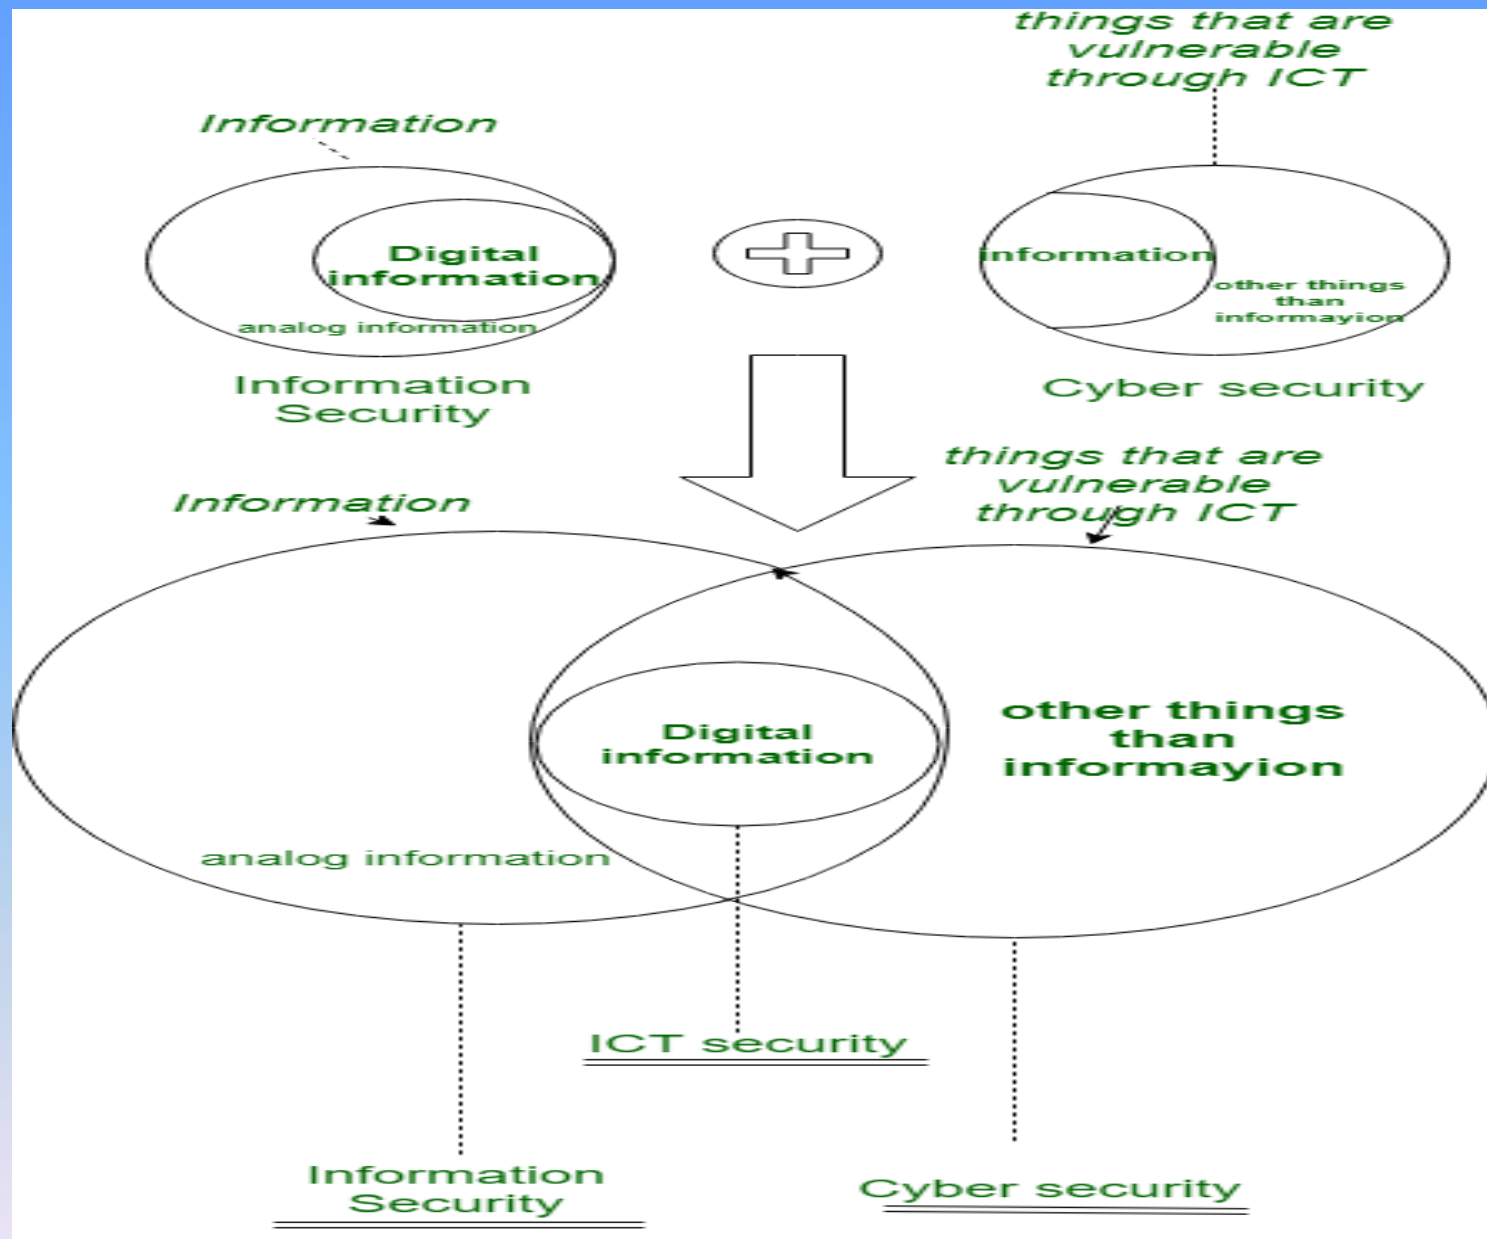 things that are
vulnerable
through ICT
Information
Digital
information
analog information
Information
Security
information
other things
than
informayion
Cyber security
Information
things that are
vulnerable
through ICT
Digital
information
other things
than
informayion
analog information
ICT security
Information
Security
Cyber security